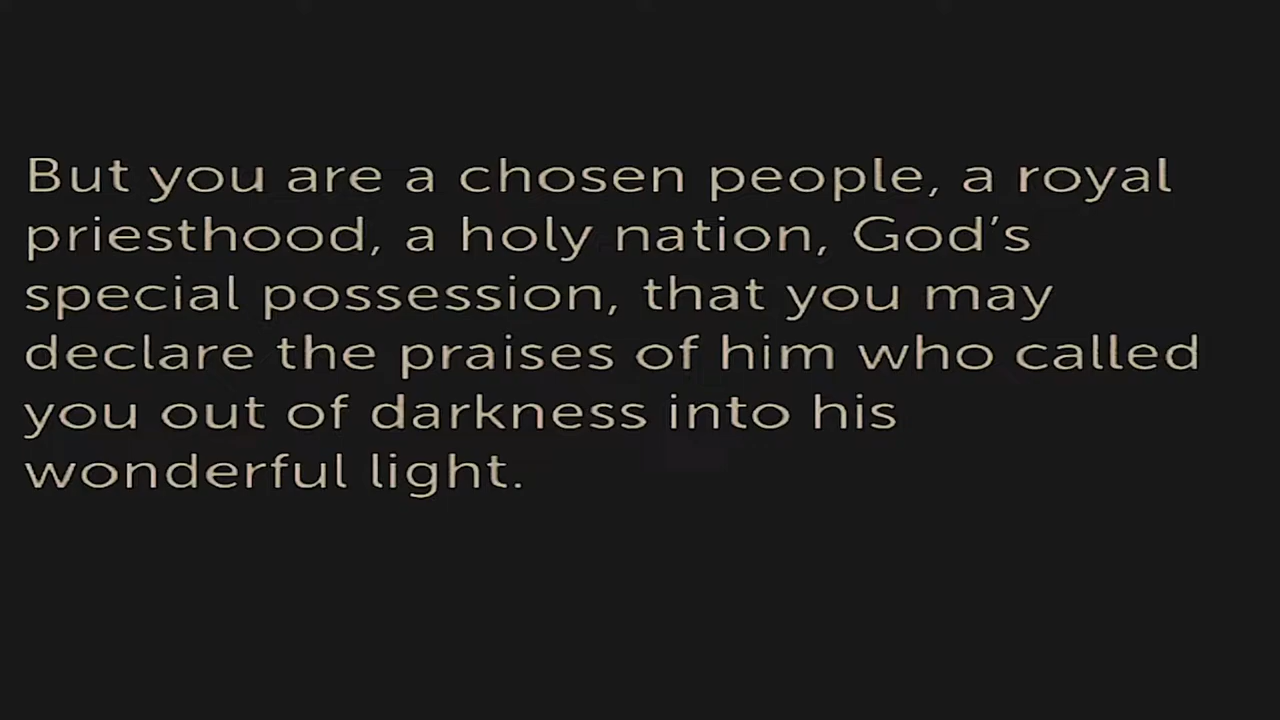 But you are a chosen people, a royal
priesthood, a holy nation, God’s
special possession, that you may
declare the praises of him who called
you out of darkness into his
wonderful light.